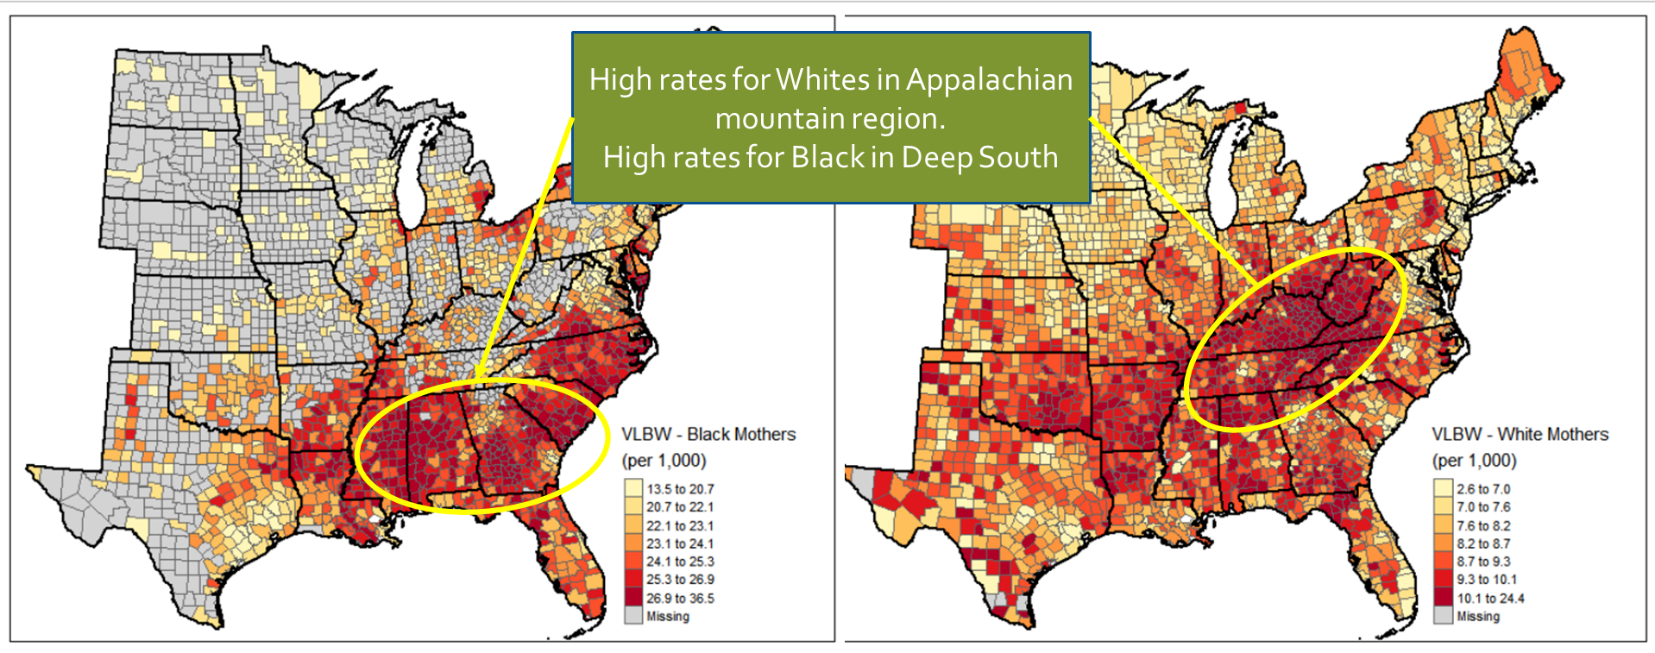 High rates for Whites in Appalachian
mountain region.
High rates for Black in Deep South
VLBW - Black Mothers
(per 1,000)
13.5 to 20.7
20.7 to 22.1
22.1 to 23.1
23.1 to 24.1
24.1 to 25.3
25.3 to 26.9
26.9 to 36.5
Missing
VLBW - White Mothers
(per 1,000)
2.6 to 7.0
7.0 to 7.6
7.6 to 8.2
8.2 to 8.7
8.7 to 9.3
9.3 to 10.1
10.1 to 24.4
Missing